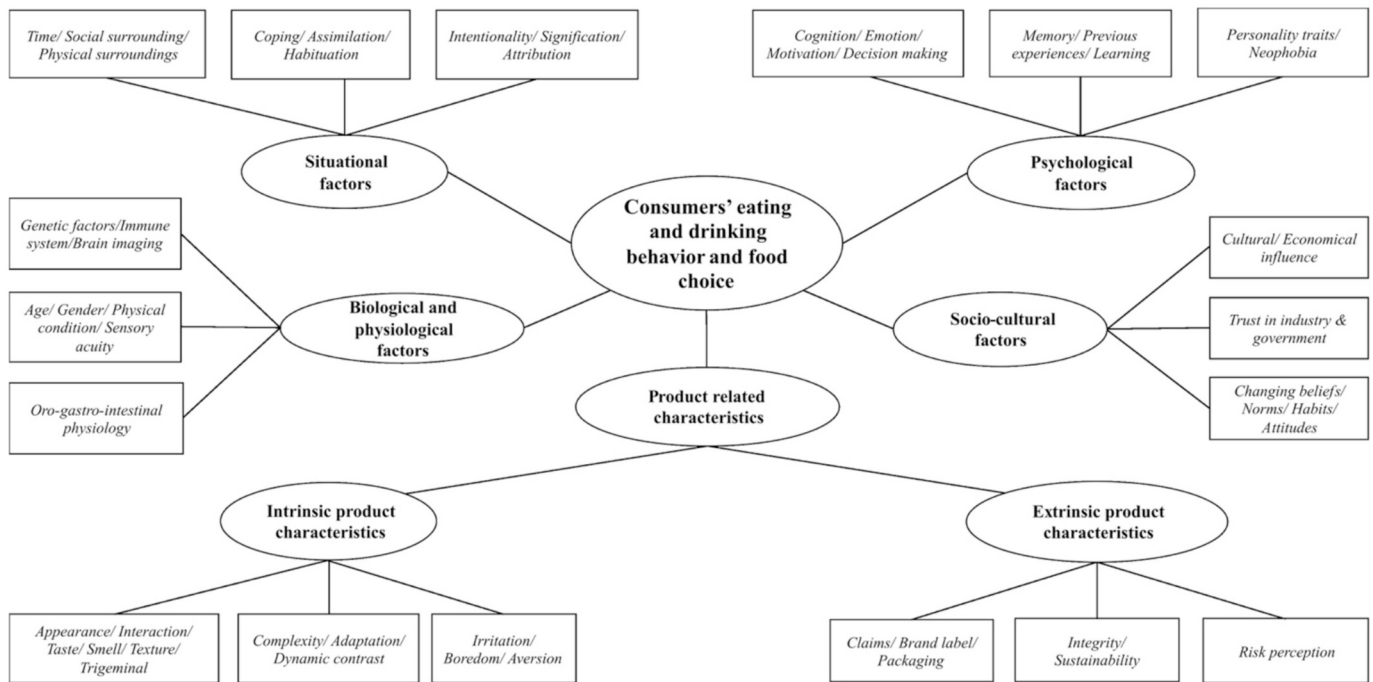 Time/ Social surrounding/
Physical surroundings
Coping/ Assimilation/
Habituation
Intentionality/ Signification/
Attribution
Cognition/ Emotion/
Motivation/ Decision making
Memory/ Previous
experiences/ Learning
Personality traits/
Neophobia
Situational
factors
Psychological
factors
Consumers' eating
and drinking
behavior and food
choice
Genetic factors/Immune
system/Brain imaging
Age/ Gender/ Physical
condition/ Sensory
acuity
Oro-gastro-intestinal
physiology
Biological and
physiological
factors
Socio-cultural
factors
Cultural/ Economical
influence
Trust in industry &
government
Changing beliefs/
Norms/ Habits/
Attitudes
Product related
characteristics
Intrinsic product
characteristics
Extrinsic product
characteristics
Appearance/ Interaction/
Taste/ Smell/ Texture/
Trigeminal
Complexity/ Adaptation/
Dynamic contrast
Irritation/
Boredom/ Aversion
Claims/ Brand label/
Packaging
Integrity/
Sustainability
Risk perception